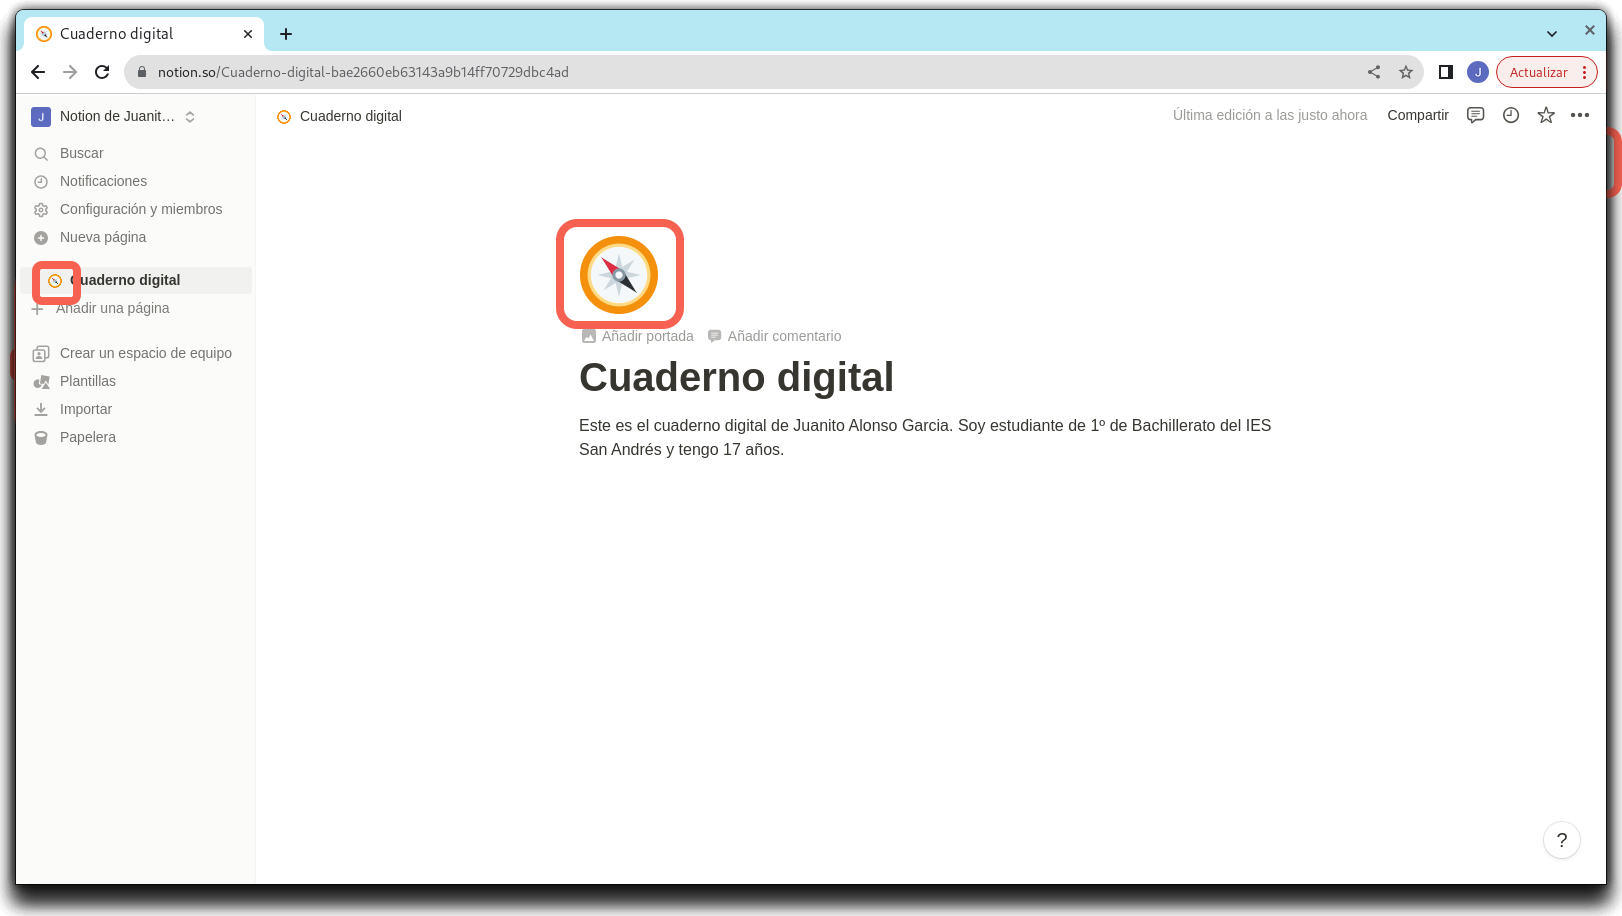 Cuaderno digital
notion.so/Cuaderno-digital-bae2660eb63143a9b14ff70729dbc4ad
J
Actualizar
J Notion de Juanit...
Buscar
Notificaciones
Configuración y miembros
Nueva página
Cuaderno digital
Añadir una página
Crear un espacio de equipo
Plantillas
Importar
Papelera
Cuaderno digital
Última edición a las justo ahora
Compartir
Añadir portada
Añadir comentario
Cuaderno digital
Este es el cuaderno digital de Juanito Alonso Garcia. Soy estudiante de 1º de Bachillerato del IES
San Andrés y tengo 17 años.
?